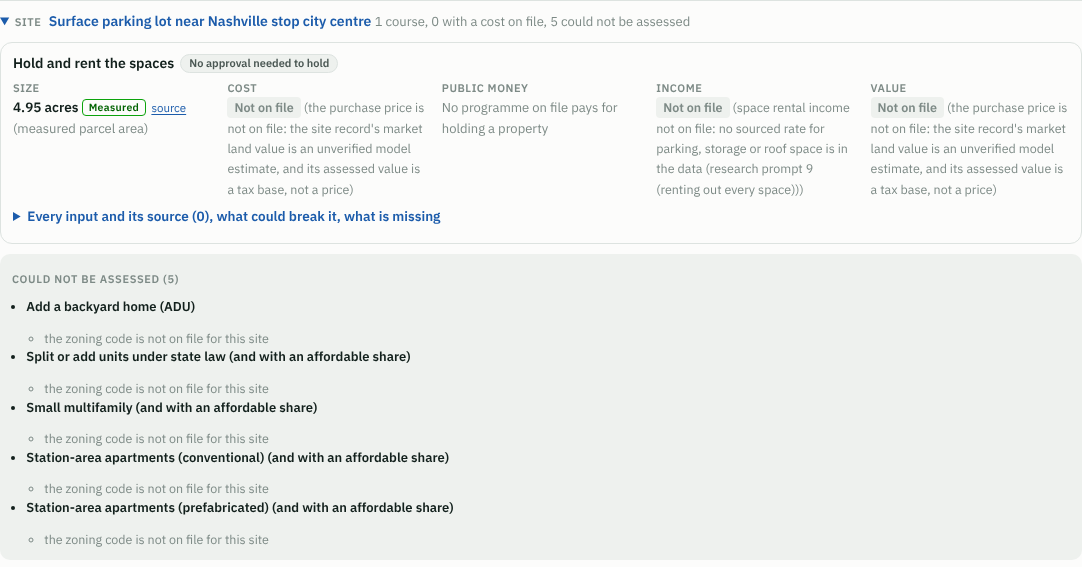 SITE Surface parking lot near Nashville stop city centre 1 course, 0 with a cost on file, 5 could not be assessed
Hold and rent the spaces No approval needed to hold
SIZE
4.95 acres Measured source
(measured parcel area)
COST
Not on file (the purchase price is
not on file: the site record's market
land value is an unverified model
estimate, and its assessed value is
a tax base, not a price)
PUBLIC MONEY
No programme on file pays for
holding a property
INCOME
Not on file (space rental income
not on file: no sourced rate for
parking, storage or roof space is in
the data (research prompt 9
(renting out every space)))
VALUE
Not on file (the purchase price is
not on file: the site record's market
land value is an unverified model
estimate, and its assessed value is
a tax base, not a price)
Every input and its source (0), what could break it, what is missing
COULD NOT BE ASSESSED (5)
Add a backyard home (ADU)
the zoning code is not on file for this site
Split or add units under state law (and with an affordable share)
the zoning code is not on file for this site
Small multifamily (and with an affordable share)
the zoning code is not on file for this site
Station-area apartments (conventional) (and with an affordable share)
the zoning code is not on file for this site
Station-area apartments (prefabricated) (and with an affordable share)
the zoning code is not on file for this site